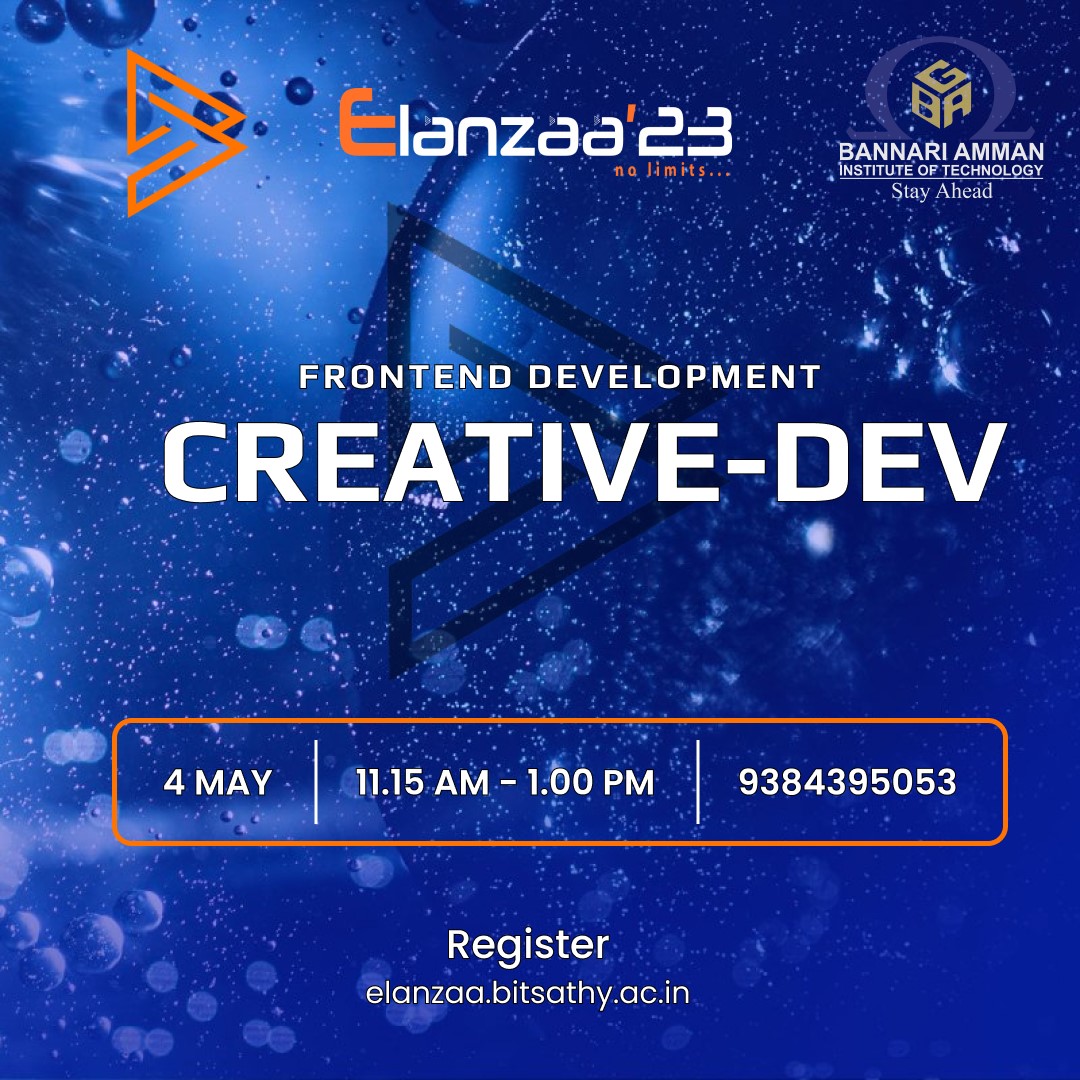 Elanzaa'23
no limits...
GBA
BANNARI AMMAN
INSTITUTE OF TECHNOLOGY
Stay Ahead
FRONTEND DEVELOPMENT
CREATIVE-DEV
4 MAY
11.15 AM - 1.00 PM
9384395053
Register
elanzaa.bitsathy.ac.in